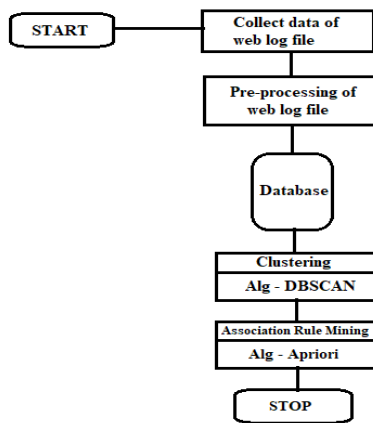 START
Collect data of
web log file
Pre-processing of
web log file
Database
Clustering
Alg - DBSCAN
Association Rule Mining
Alg - Apriori
STOP